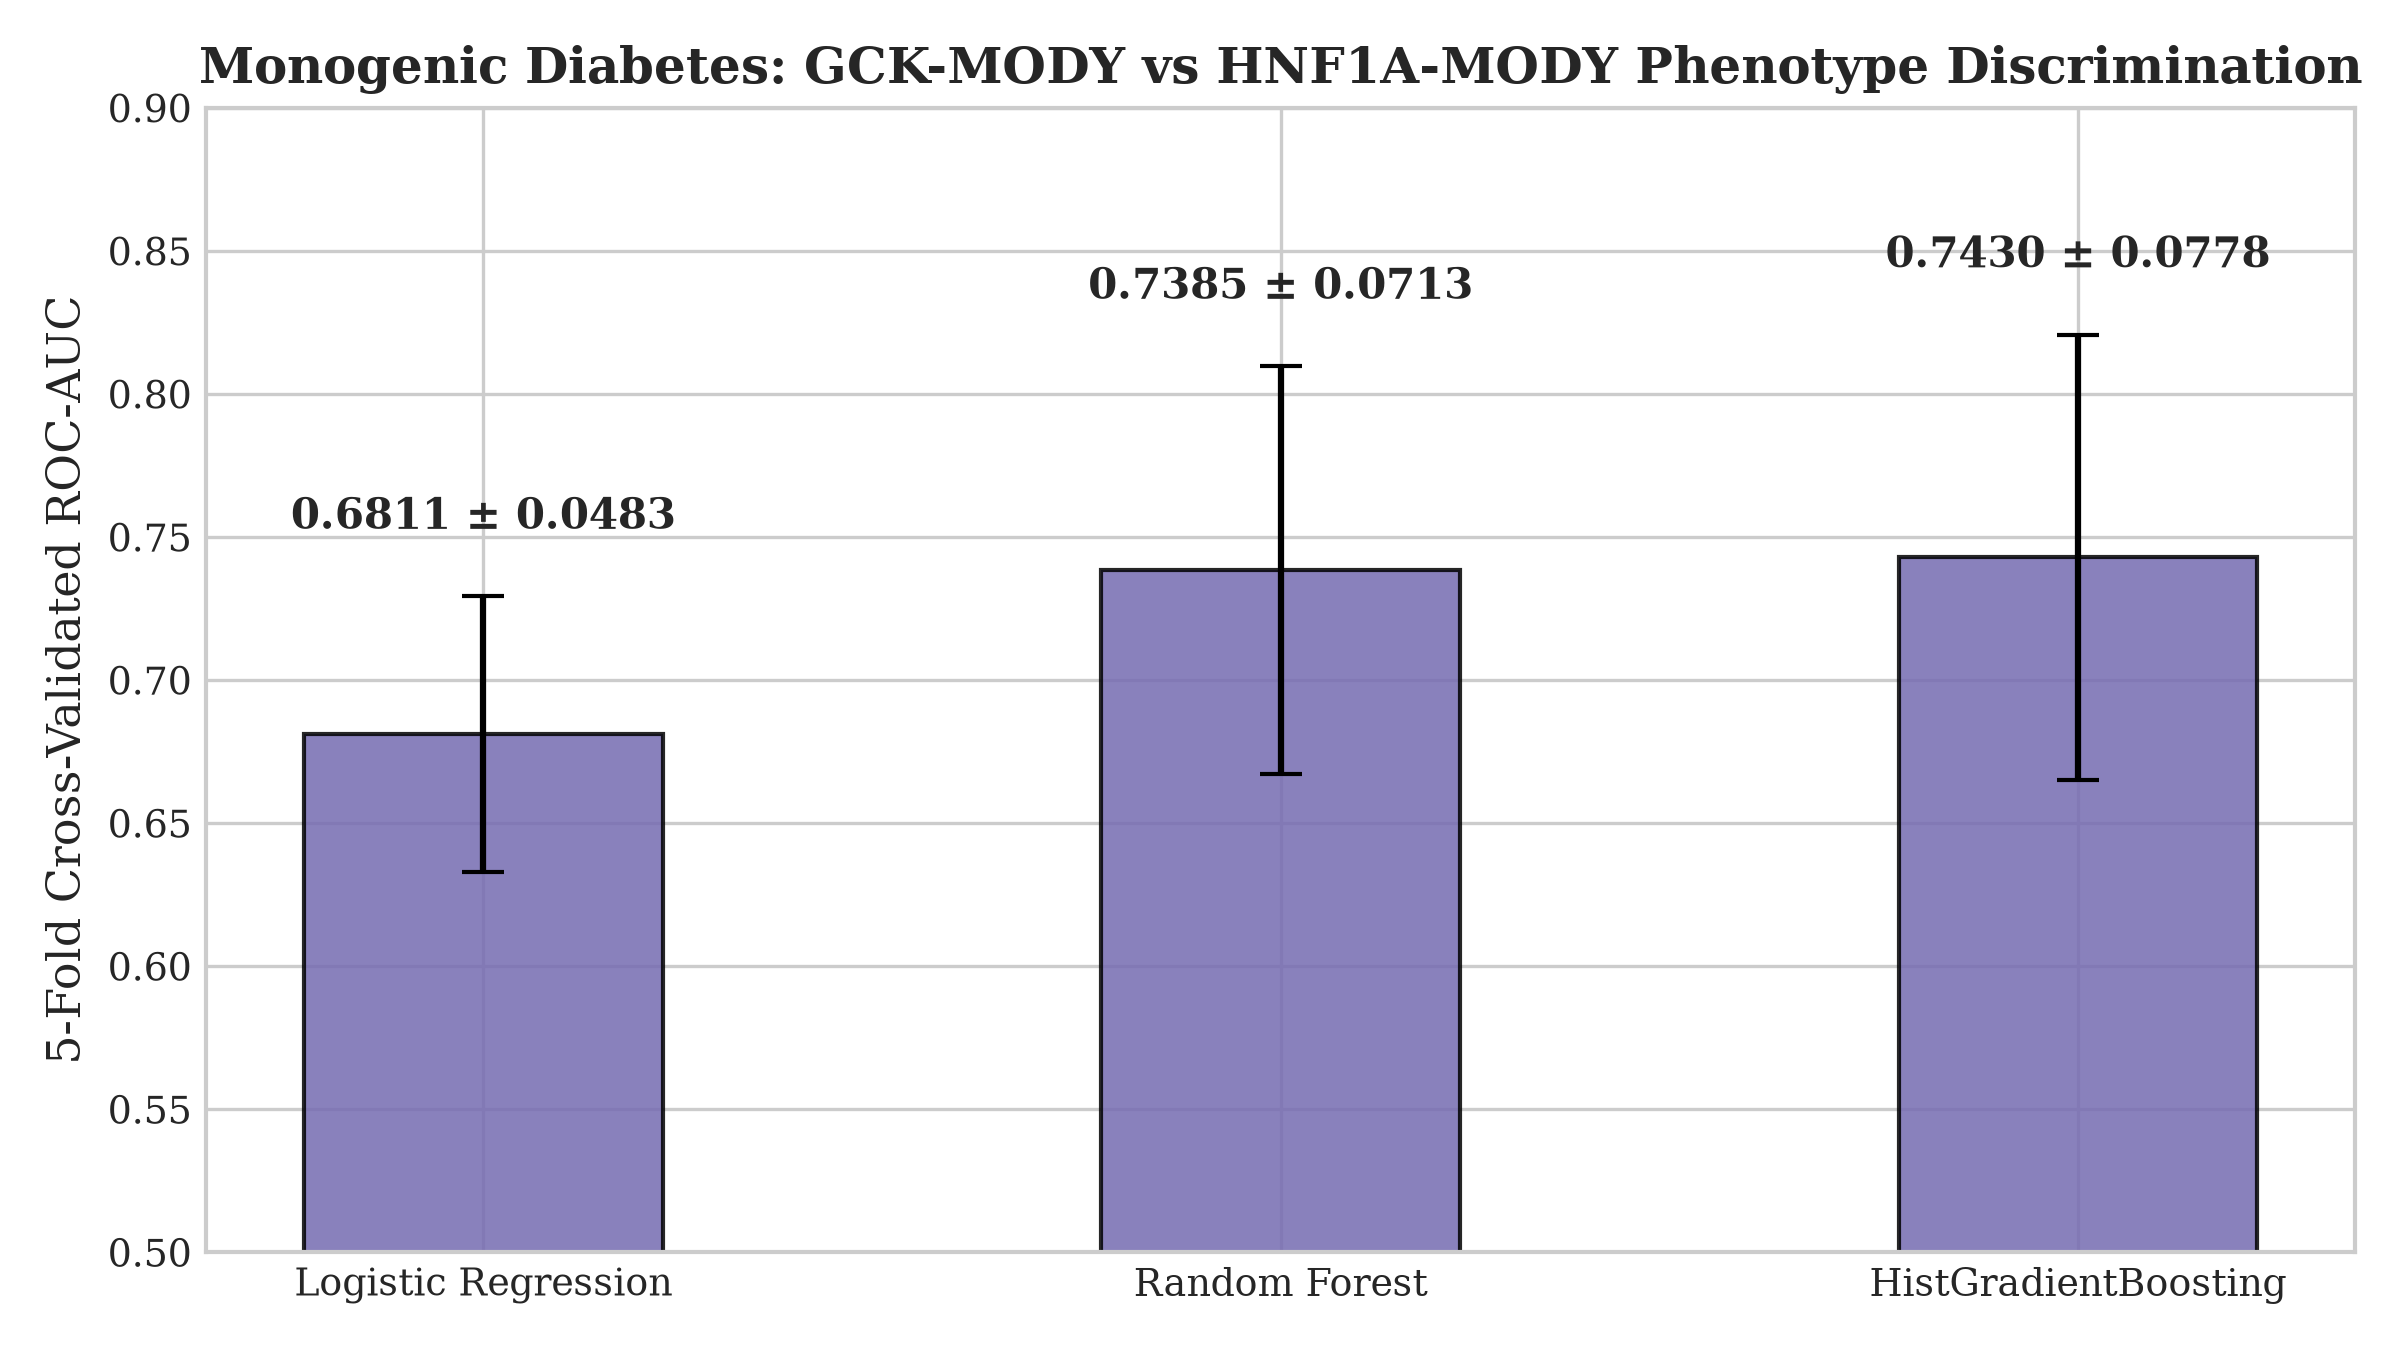 Monogenic Diabetes: GCK-MODY vs HNF1A-MODY Phenotype Discrimination
5-Fold Cross-Validated ROC-AUC
0.90
0.85
0.80
0.75
0.70
0.65
0.60
0.55
0.50
0.6811 ± 0.0483
0.7385 ± 0.0713
0.7430 ± 0.0778
Logistic Regression
Random Forest
HistGradientBoosting